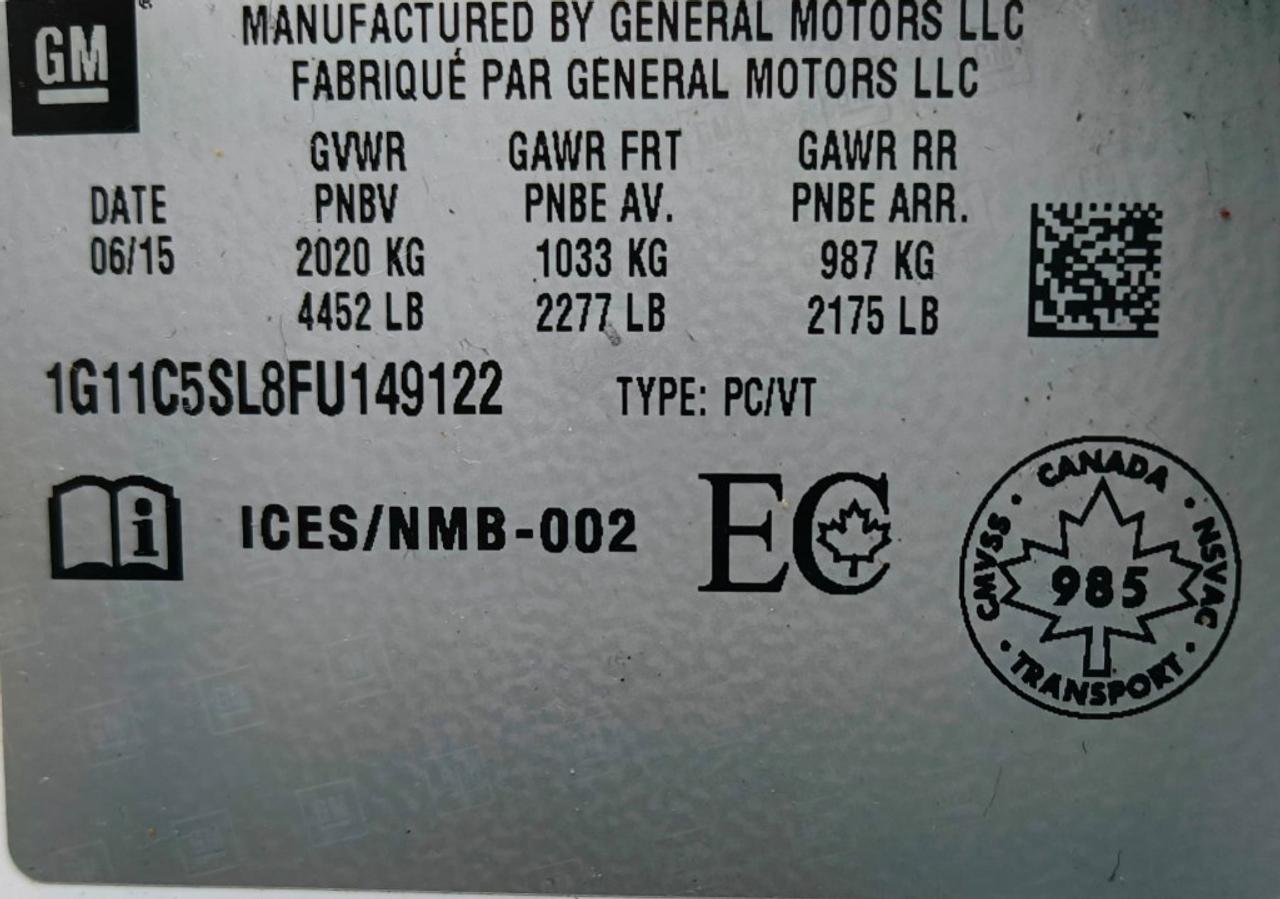 GM
MANUFACTURED BY GENERAL MOTORS LLC
FABRIQUÉ PAR GENERAL MOTORS LLC
DATE
06/15
GVWR
PNBV
2020 KG
4452 LB
GAWR FRT
PNBE AV.
1033 KG
2277 LB
GAWR RR
PNBE ARR.
987 KG
2175 LB
1G11C5SL8FU149122
TYPE: PC/VT
i
ICES/NMB-002
EC
CANADA
CMVSS
NSVAC
985
TRANSPORT